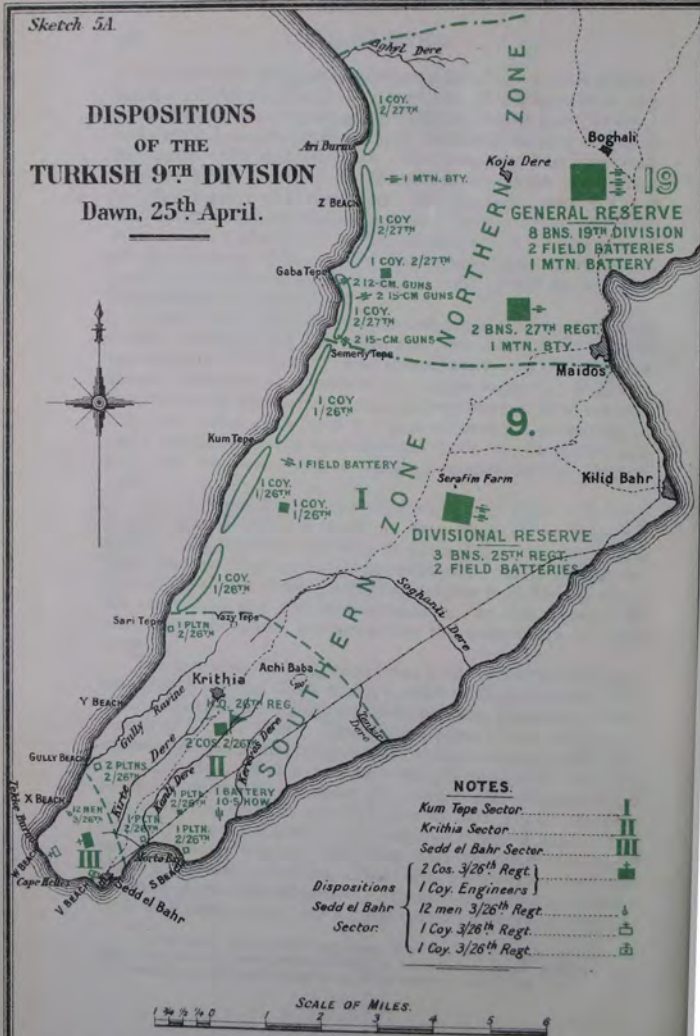 Sketch 5A.
DISPOSITIONS
OF THE
TURKISH 9TH DIVISION
Dawn, 25th April.
Aghyl Dere
ZONE
1 COY.
2/27TH
Ari Burnu
Boghali
Koja Dere
1 MTN. BTY.
19
Z BEACH
GENERAL RESERVE
8 BNS. 19TH DIVISION
2 FIELD BATTERIES
1 MTN. BATTERY
1 COY
2/27TH
NORTHERN
1 COY. 2/27TH
Gaba Tepe
2 12-CM. GUNS
2 15-CM GUNS
1 COY.
2/27TH
2 BNS. 27TH REGT.
1 MTN. BTY.
2 15-CM. GUNS
Semerly Tepe
Maidos
1 COY
1/26TH
9.
Kum Tepe
ZONE
1 FIELD BATTERY
Serafim Farm
Kilid Bahr
1 COY.
1/26TH
1 COY.
1/26TH
I
DIVISIONAL RESERVE
3 BNS. 25TH REGT.
2 FIELD BATTERIES
1 COY.
1/26TH
Soghanli Dere
SOUTHERN
Sari Tepe
1 PLTN
2/26TH
Yazy Tepe
Achi Baba
Krithia
Y BEACH
Gully Ravine
H.Q. 26TH REG.
2 COS. 2/26TH
Dere
Kirte Dere
Kanli Dere
Kereves Dere
II
GULLY BEACH
2 PLTNS.
2/26TH
1 PLTN.
2/26TH
1 BATTERY
10·5 HOW.
X BEACH
12 MEN
3/26TH
1 PLTN.
2/26TH
1 PLTN.
2/26TH
Tekke Burnu
W BEACH
III
Morto Bay
S BEACH
Cape Helles
V BEACH
Sedd el Bahr
NOTES.
Kum Tepe Sector I
Krithia Sector II
Sedd el Bahr Sector III
Dispositions
Sedd el Bahr
Sector.
2 Cos. 3/26th Regt.
1 Coy. Engineers
12 men 3/26th Regt.
1 Coy. 3/26th Regt.
1 Coy. 3/26th Regt.
SCALE OF MILES.
1 ¾ ½ ¼ 0 1 2 3 4 5 6